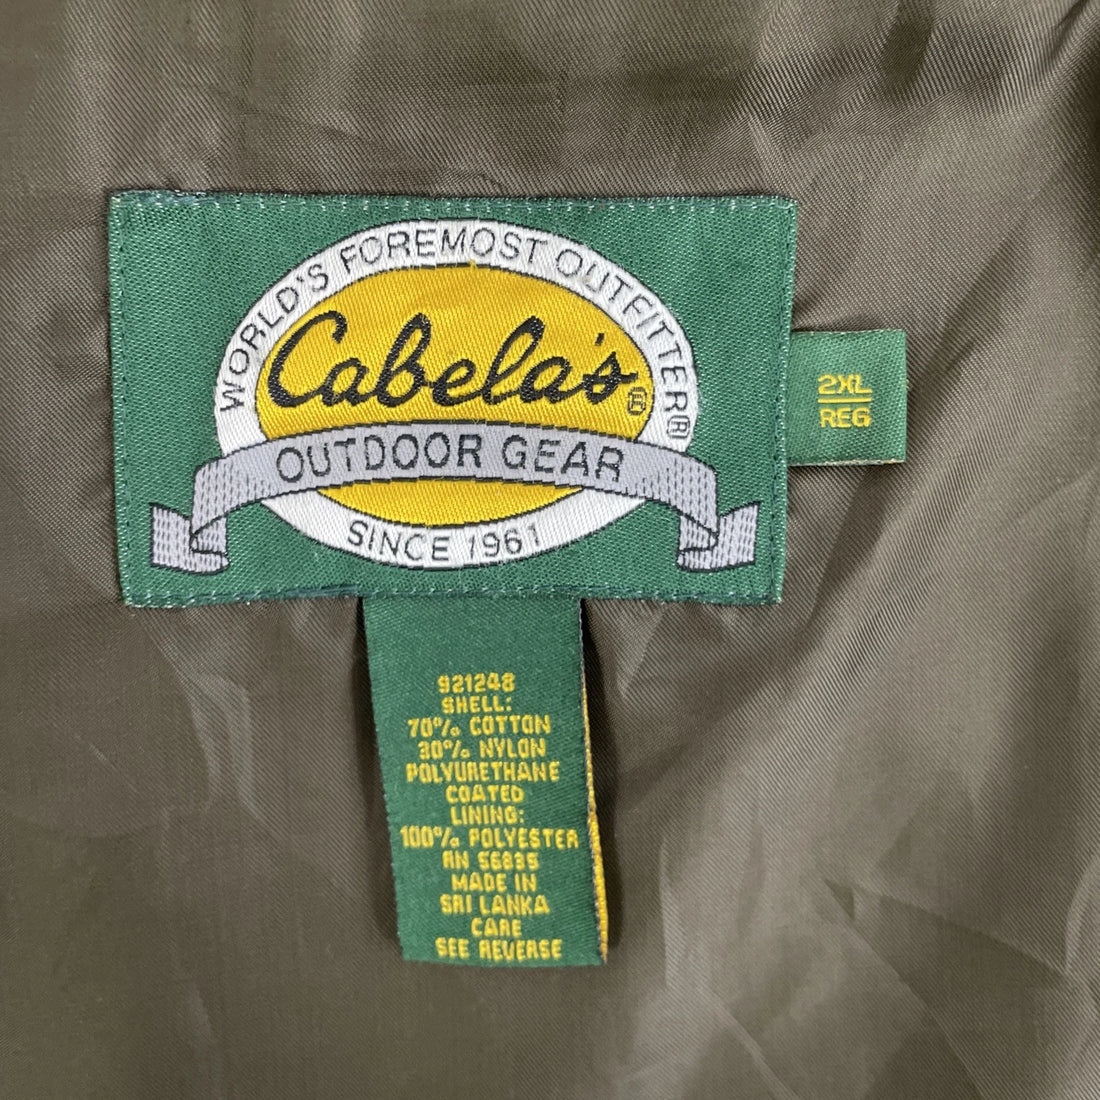 WORLD'S FOREMOST OUTFITTER®
Cabela's®
OUTDOOR GEAR
SINCE 1961
2XL
REG
921248
SHELL:
70% COTTON
30% NYLON
POLYURETHANE
COATED
LINING:
100% POLYESTER
RN 56835
MADE IN
SRI LANKA
CARE
SEE REVERSE